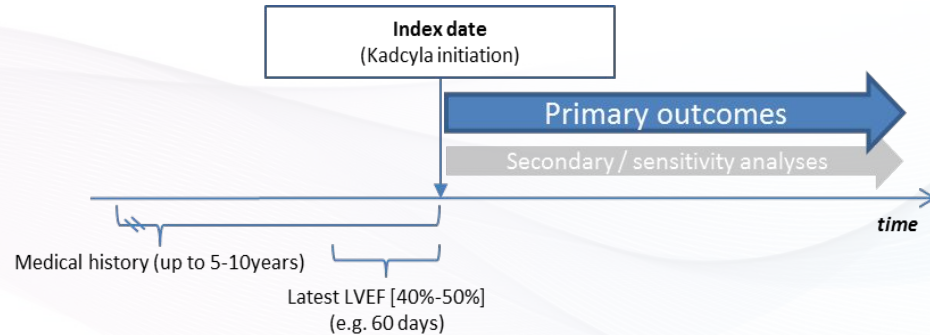 Index date
(Kadcyla initiation)
Primary outcomes
Secondary / sensitivity analyses
time
Medical history (up to 5-10years)
Latest LVEF [40%-50%]
(e.g. 60 days)